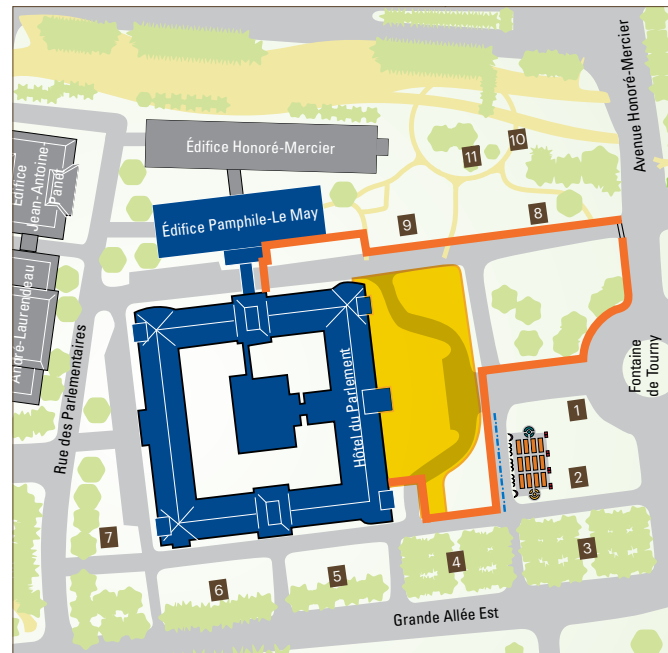 Avenue Honoré-Mercier
Édifice Honoré-Mercier
10
11
Édifice
Jean-Antoine-
Panet
Édifice Pamphile-Le May
9
8
André-Laurendeau
Rue des Parlementaires
Hôtel du Parlement
Fontaine
de Tourny
1
2
7
6
5
4
3
Grande Allée Est